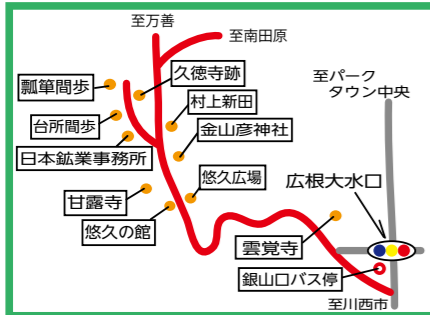 至万善
至南田原
久徳寺跡
瓢箪間歩
村上新田
台所間歩
金山彦神社
日本鉱業事務所
至パーク
タウン中央
悠久広場
甘露寺
悠久の館
広根大水口
雲覚寺
銀山口バス停
至川西市